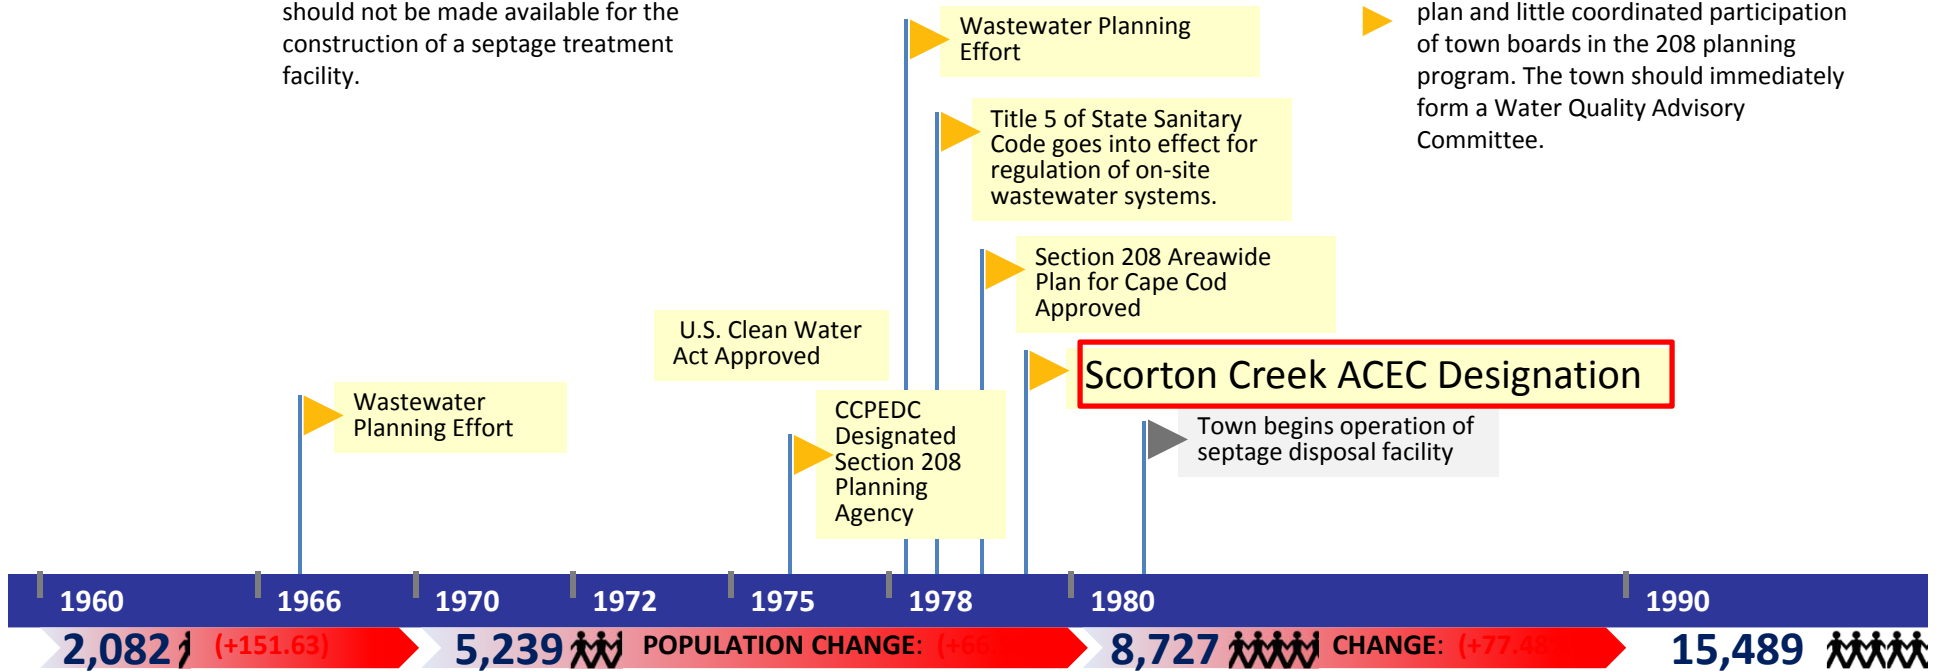 should not be made available for the
construction of a septage treatment
facility.
Wastewater Planning
Effort
plan and little coordinated participation
of town boards in the 208 planning
program. The town should immediately
form a Water Quality Advisory
Committee.
Title 5 of State Sanitary
Code goes into effect for
regulation of on-site
wastewater systems.
Section 208 Areawide
Plan for Cape Cod
Approved
U.S. Clean Water
Act Approved
Scorton Creek ACEC Designation
Wastewater
Planning Effort
CCPEDC
Designated
Section 208
Planning
Agency
Town begins operation of
septage disposal facility
1960 1966 1970 1972 1975 1978 1980 1990
2,082 (+151.63) 5,239 POPULATION CHANGE: (+66. 8,727 CHANGE: (+77.48 15,489